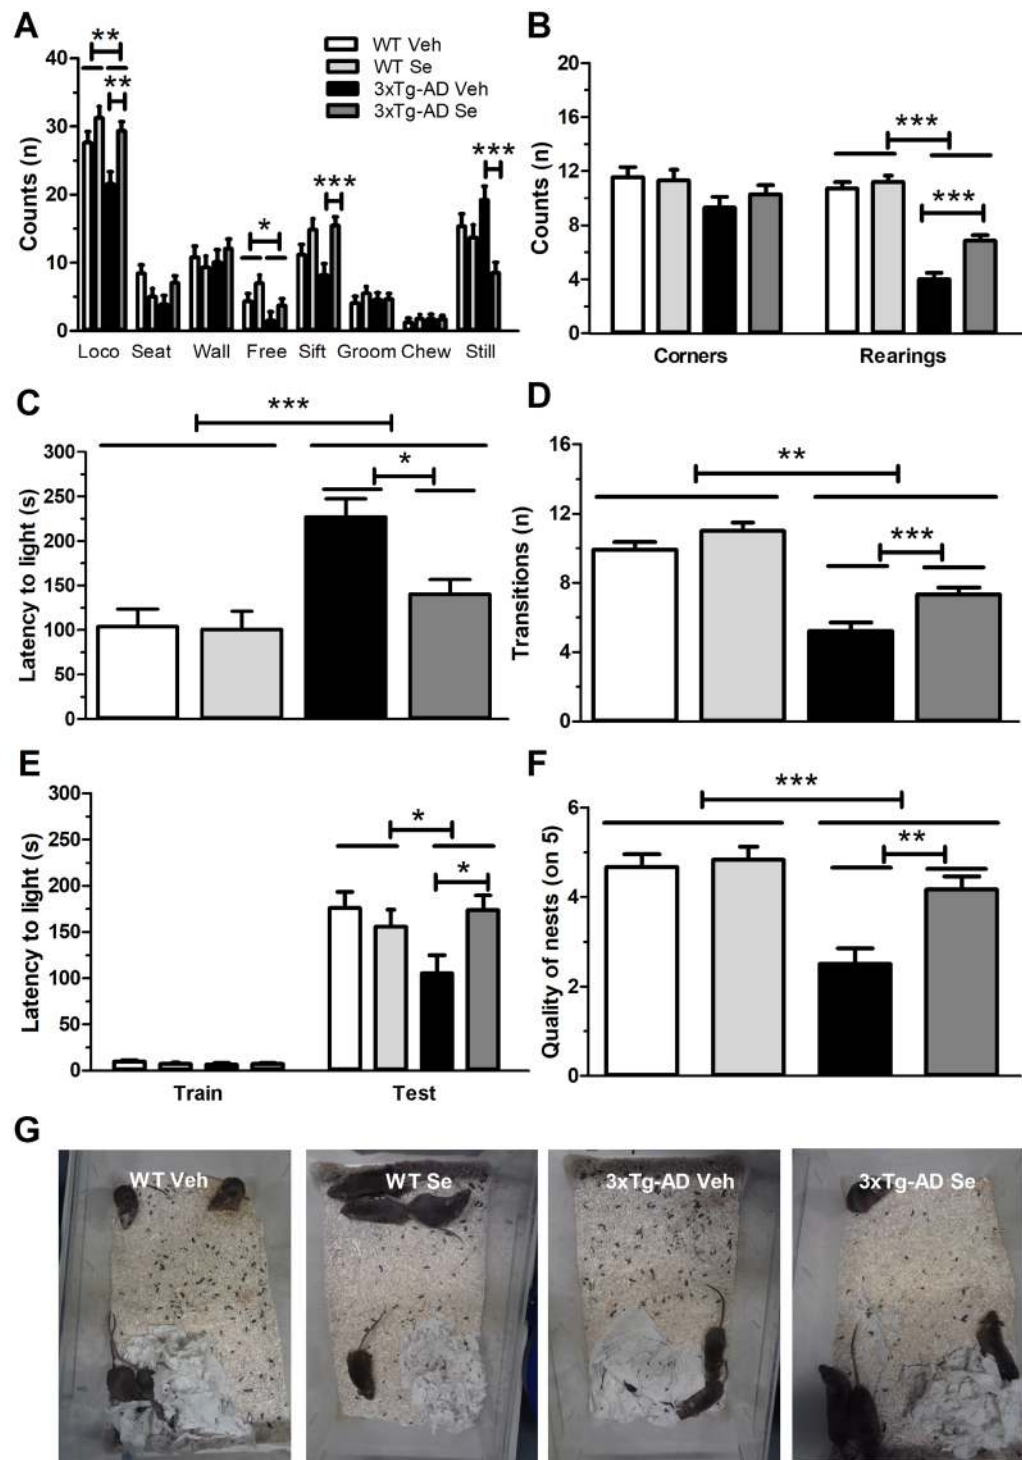 A
**
**
*
***
***
WT Veh
WT Se
3xTg-AD Veh
3xTg-AD Se
Counts (n)
40
30
20
10
0
Loco Seat Wall Free Sift Groom Chew Still
B
***
***
Counts (n)
20
16
12
8
4
0
Corners Rearings
C
***
*
Latency to light (s)
300
250
200
150
100
50
0
D
**
***
Transitions (n)
16
12
8
4
0
E
*
*
Latency to light (s)
300
250
200
150
100
50
0
Train Test
F
***
**
Quality of nests (on 5)
6
4
2
0
G
WT Veh
WT Se
3xTg-AD Veh
3xTg-AD Se